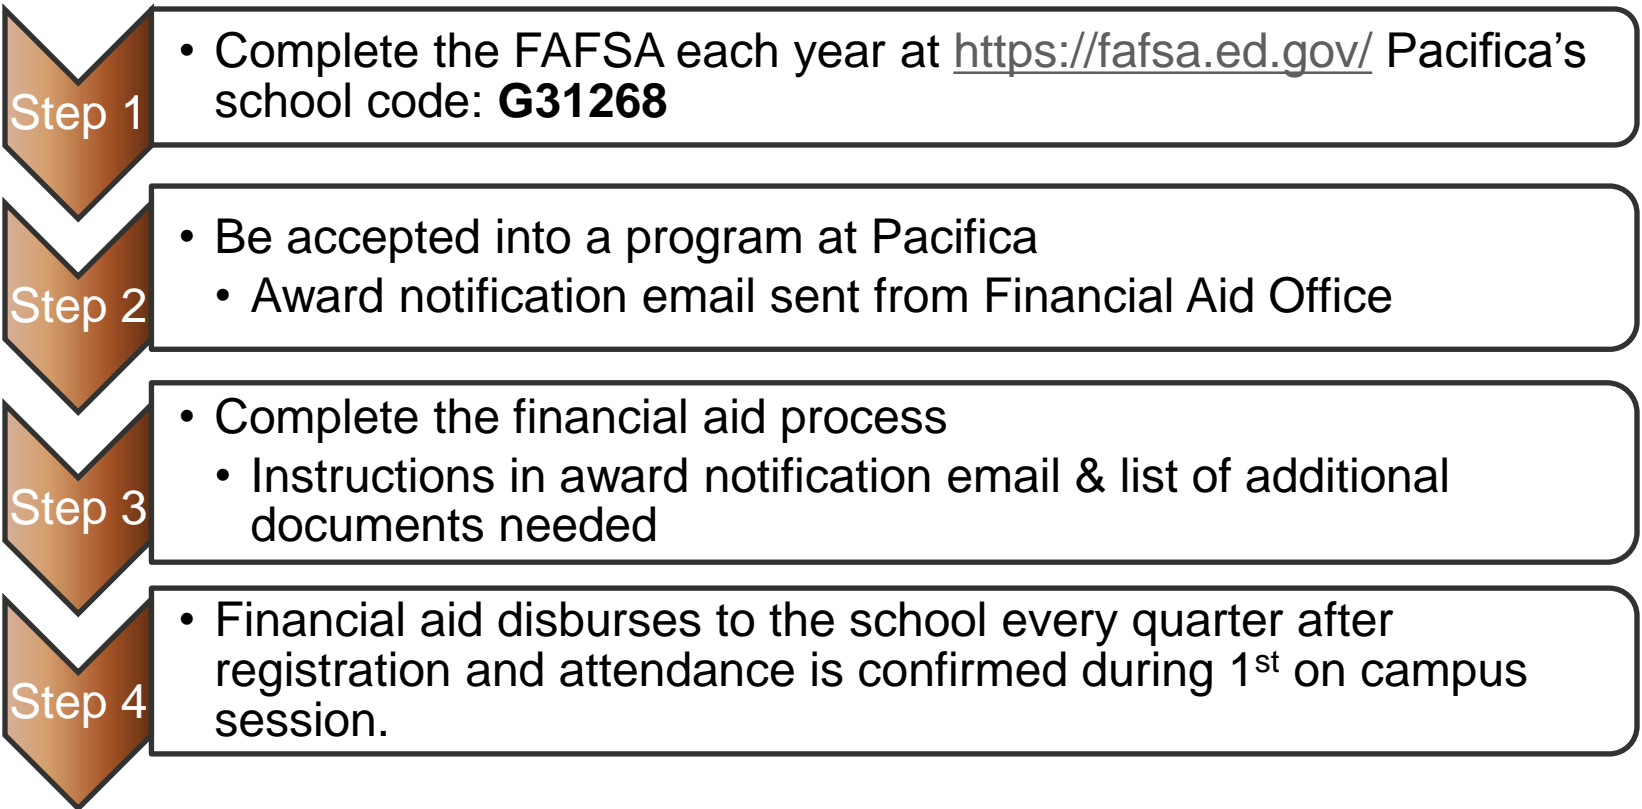 Step 1
• Complete the FAFSA each year at https://fafsa.ed.gov/ Pacifica’s
school code: G31268
Step 2
• Be accepted into a program at Pacifica
• Award notification email sent from Financial Aid Office
Step 3
• Complete the financial aid process
• Instructions in award notification email & list of additional
documents needed
Step 4
• Financial aid disburses to the school every quarter after
registration and attendance is confirmed during 1st on campus
session.